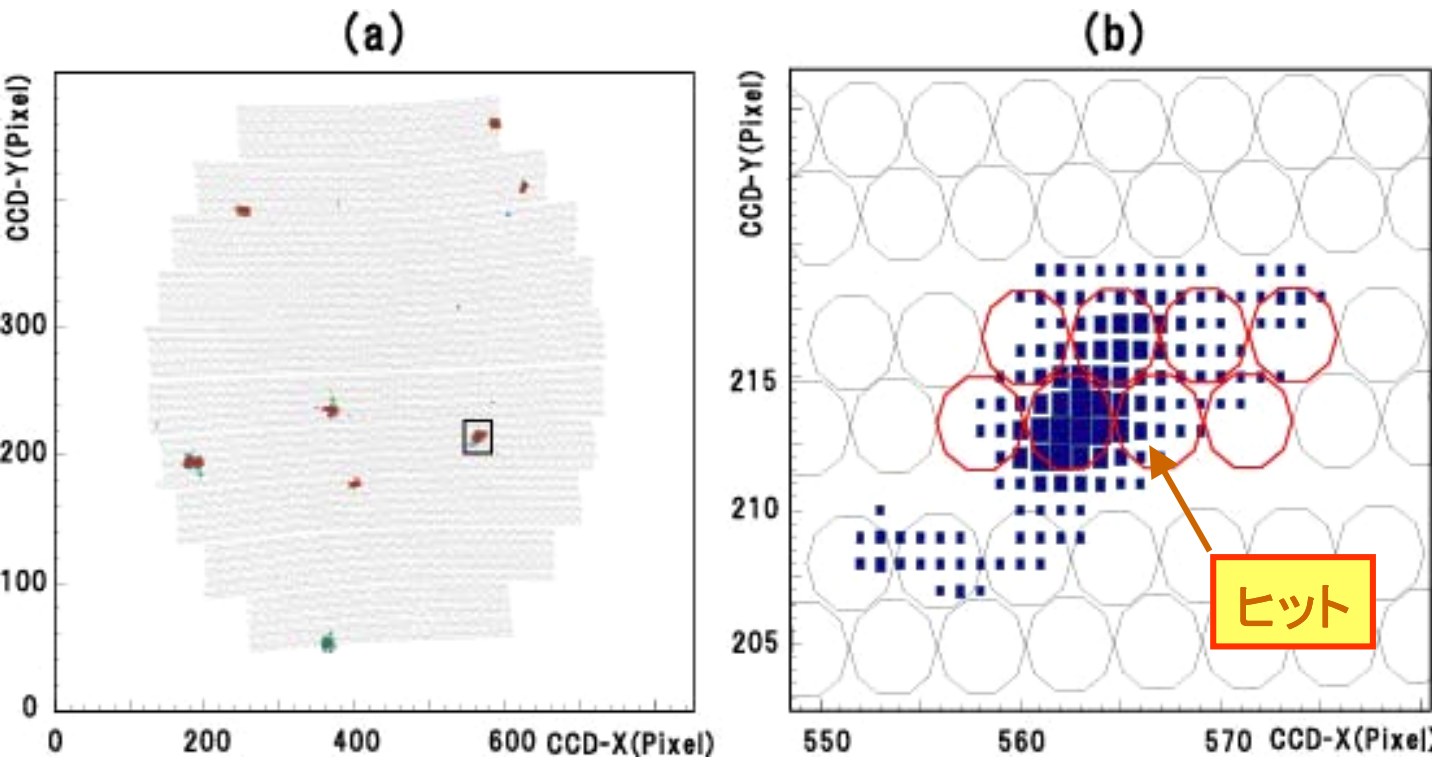 (a)
CCD-Y(Pixel)
300
200
100
0
0 200 400 600 CCD-X(Pixel)
(b)
CCD-Y(Pixel)
215
210
205
550 560 570 CCD-X(Pixel)
ヒット